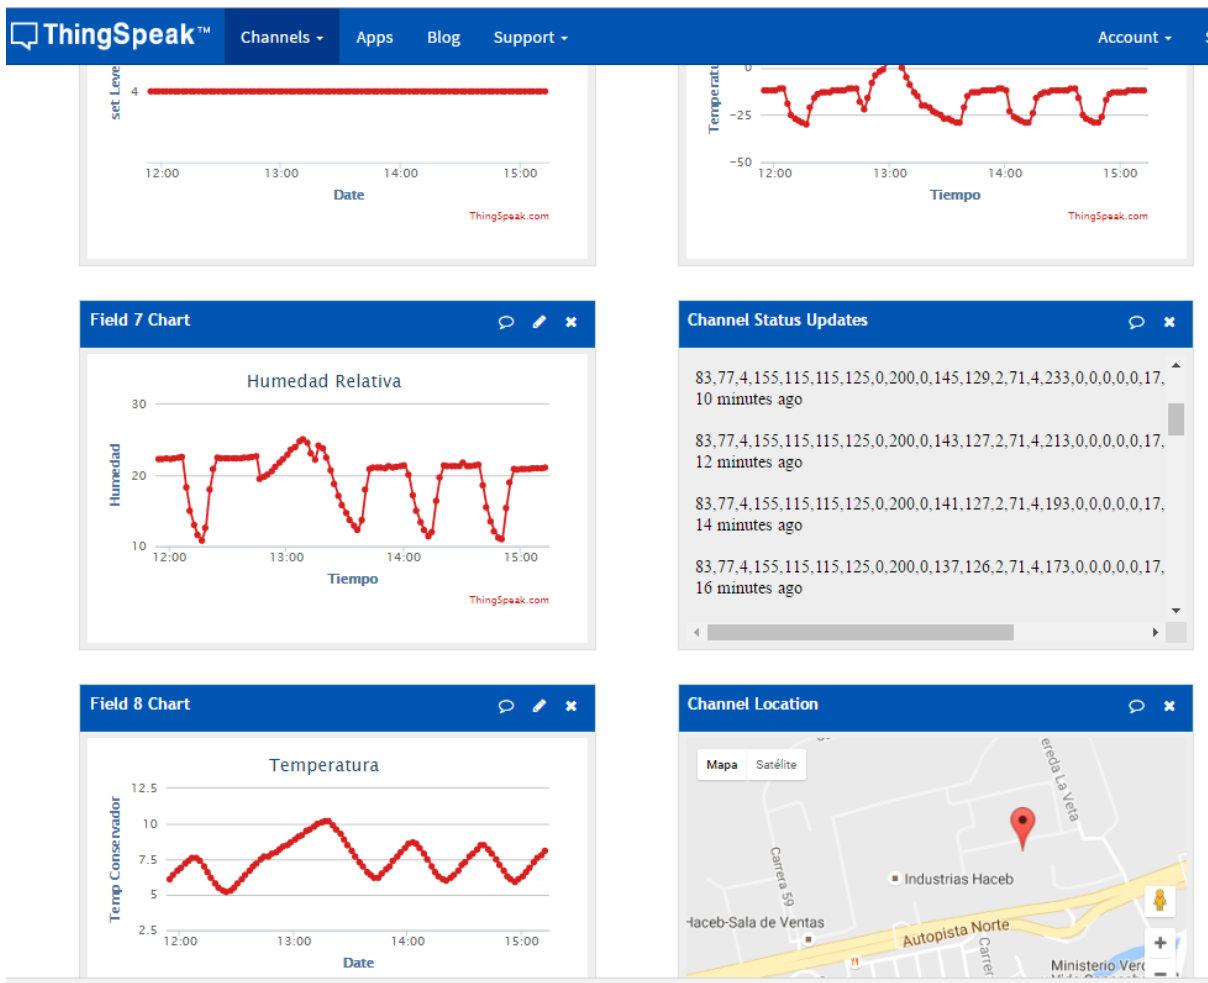 ThingSpeak™ Channels Apps Blog Support Account
set Leve
4
12:00 13:00 14:00 15:00
Date
ThingSpeak.com
Temperatu
0
−25
−50
12:00 13:00 14:00 15:00
Tiempo
ThingSpeak.com
Field 7 Chart
Humedad Relativa
Humedad
30
20
10
12:00 13:00 14:00 15:00
Tiempo
ThingSpeak.com
Channel Status Updates
83,77,4,155,115,115,125,0,200,0,145,129,2,71,4,233,0,0,0,0,0,17,
10 minutes ago
83,77,4,155,115,115,125,0,200,0,143,127,2,71,4,213,0,0,0,0,0,17,
12 minutes ago
83,77,4,155,115,115,125,0,200,0,141,127,2,71,4,193,0,0,0,0,0,17,
14 minutes ago
83,77,4,155,115,115,125,0,200,0,137,126,2,71,4,173,0,0,0,0,0,17,
16 minutes ago
Field 8 Chart
Temperatura
Temp Conservador
12.5
10
7.5
5
2.5
12:00 13:00 14:00 15:00
Date
Channel Location
Mapa Satélite
ereda La Veta
Carrera 59
Industrias Haceb
Haceb-Sala de Ventas
Autopista Norte
Carrer
Ministerio Verc